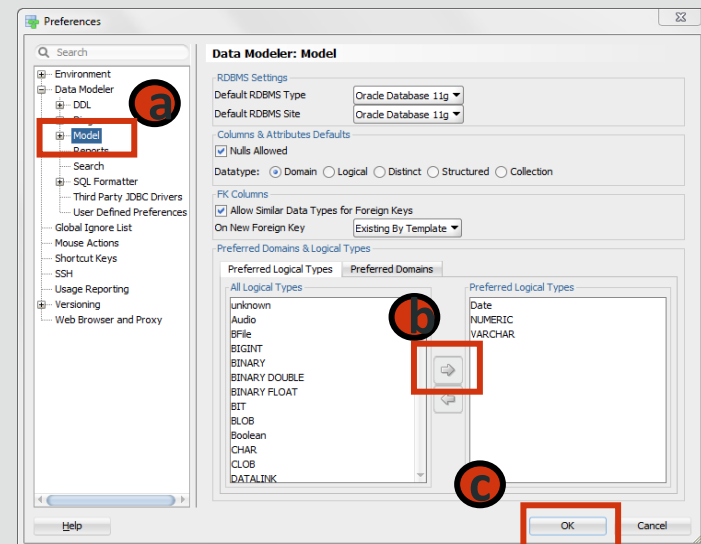 Preferences
Search
Environment
Data Modeler
DDL
Model
Reports
Search
SQL Formatter
Third Party JDBC Drivers
User Defined Preferences
Global Ignore List
Mouse Actions
Shortcut Keys
SSH
Usage Reporting
Versioning
Web Browser and Proxy
a
Data Modeler: Model
RDBMS Settings
Default RDBMS Type Oracle Database 11g
Default RDBMS Site Oracle Database 11g
Columns & Attributes Defaults
Nulls Allowed
Datatype: Domain Logical Distinct Structured Collection
FK Columns
Allow Similar Data Types for Foreign Keys
On New Foreign Key Existing By Template
Preferred Domains & Logical Types
Preferred Logical Types Preferred Domains
All Logical Types
unknown
Audio
BFile
BIGINT
BINARY
BINARY DOUBLE
BINARY FLOAT
BIT
BLOB
Boolean
CHAR
CLOB
DATALINK
b
Preferred Logical Types
Date
NUMERIC
VARCHAR
c
Help OK Cancel